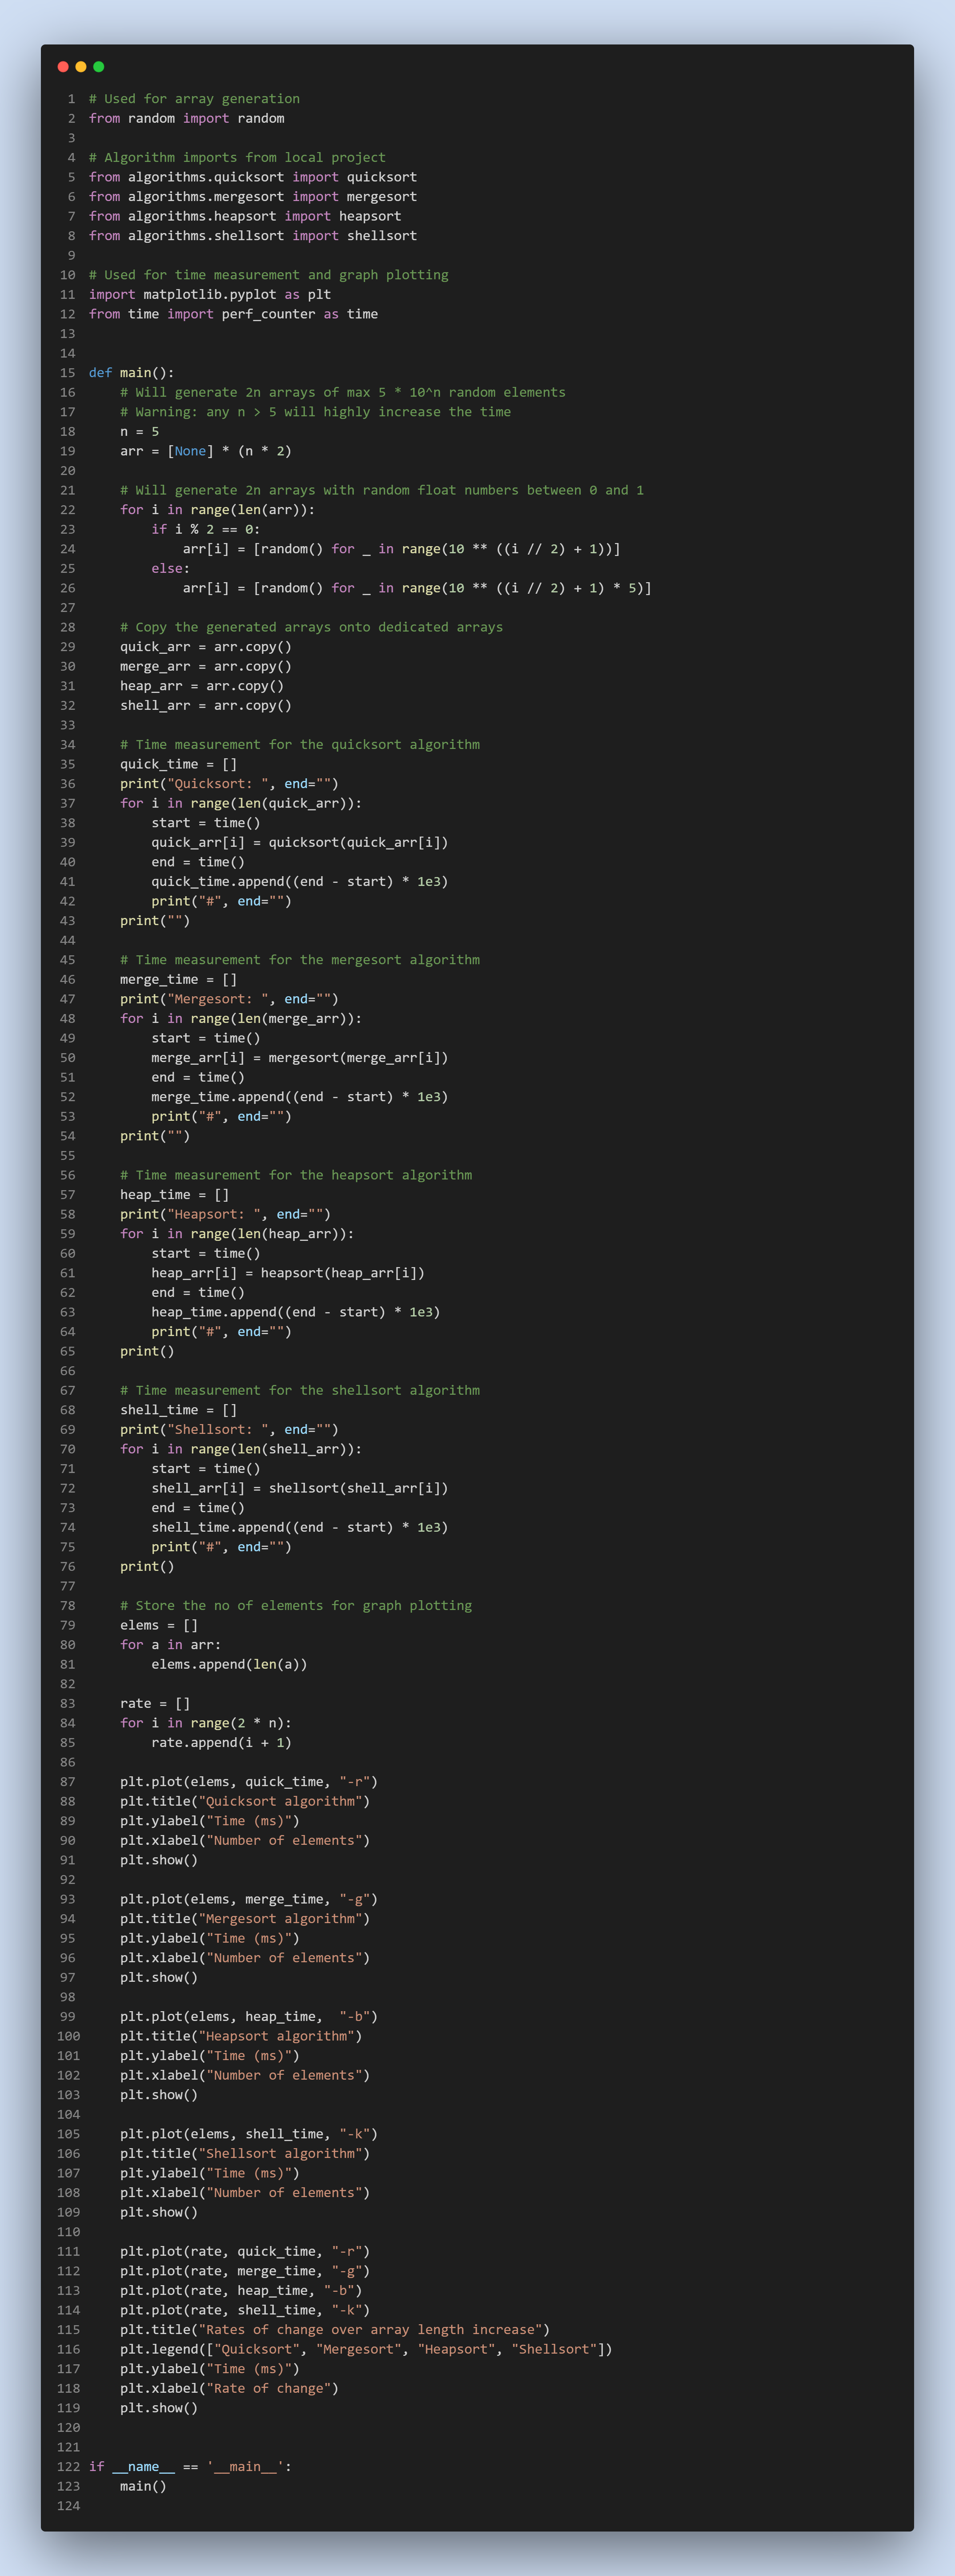 1 # Used for array generation
2 from random import random
3
4 # Algorithm imports from local project
5 from algorithms.quicksort import quicksort
6 from algorithms.mergesort import mergesort
7 from algorithms.heapsort import heapsort
8 from algorithms.shellsort import shellsort
9
10 # Used for time measurement and graph plotting
11 import matplotlib.pyplot as plt
12 from time import perf_counter as time
13
14
15 def main():
16     # Will generate 2n arrays of max 5 * 10^n random elements
17     # Warning: any n > 5 will highly increase the time
18     n = 5
19     arr = [None] * (n * 2)
20
21     # Will generate 2n arrays with random float numbers between 0 and 1
22     for i in range(len(arr)):
23         if i % 2 == 0:
24             arr[i] = [random() for _ in range(10 ** ((i // 2) + 1))]
25         else:
26             arr[i] = [random() for _ in range(10 ** ((i // 2) + 1) * 5)]
27
28     # Copy the generated arrays onto dedicated arrays
29     quick_arr = arr.copy()
30     merge_arr = arr.copy()
31     heap_arr = arr.copy()
32     shell_arr = arr.copy()
33
34     # Time measurement for the quicksort algorithm
35     quick_time = []
36     print("Quicksort: ", end="")
37     for i in range(len(quick_arr)):
38         start = time()
39         quick_arr[i] = quicksort(quick_arr[i])
40         end = time()
41         quick_time.append((end - start) * 1e3)
42         print("#", end="")
43     print("")
44
45     # Time measurement for the mergesort algorithm
46     merge_time = []
47     print("Mergesort: ", end="")
48     for i in range(len(merge_arr)):
49         start = time()
50         merge_arr[i] = mergesort(merge_arr[i])
51         end = time()
52         merge_time.append((end - start) * 1e3)
53         print("#", end="")
54     print("")
55
56     # Time measurement for the heapsort algorithm
57     heap_time = []
58     print("Heapsort: ", end="")
59     for i in range(len(heap_arr)):
60         start = time()
61         heap_arr[i] = heapsort(heap_arr[i])
62         end = time()
63         heap_time.append((end - start) * 1e3)
64         print("#", end="")
65     print()
66
67     # Time measurement for the shellsort algorithm
68     shell_time = []
69     print("Shellsort: ", end="")
70     for i in range(len(shell_arr)):
71         start = time()
72         shell_arr[i] = shellsort(shell_arr[i])
73         end = time()
74         shell_time.append((end - start) * 1e3)
75         print("#", end="")
76     print()
77
78     # Store the no of elements for graph plotting
79     elems = []
80     for a in arr:
81         elems.append(len(a))
82
83     rate = []
84     for i in range(2 * n):
85         rate.append(i + 1)
86
87     plt.plot(elems, quick_time, "-r")
88     plt.title("Quicksort algorithm")
89     plt.ylabel("Time (ms)")
90     plt.xlabel("Number of elements")
91     plt.show()
92
93     plt.plot(elems, merge_time, "-g")
94     plt.title("Mergesort algorithm")
95     plt.ylabel("Time (ms)")
96     plt.xlabel("Number of elements")
97     plt.show()
98
99     plt.plot(elems, heap_time,  "-b")
100     plt.title("Heapsort algorithm")
101     plt.ylabel("Time (ms)")
102     plt.xlabel("Number of elements")
103     plt.show()
104
105     plt.plot(elems, shell_time, "-k")
106     plt.title("Shellsort algorithm")
107     plt.ylabel("Time (ms)")
108     plt.xlabel("Number of elements")
109     plt.show()
110
111     plt.plot(rate, quick_time, "-r")
112     plt.plot(rate, merge_time, "-g")
113     plt.plot(rate, heap_time, "-b")
114     plt.plot(rate, shell_time, "-k")
115     plt.title("Rates of change over array length increase")
116     plt.legend(["Quicksort", "Mergesort", "Heapsort", "Shellsort"])
117     plt.ylabel("Time (ms)")
118     plt.xlabel("Rate of change")
119     plt.show()
120
121
122 if __name__ == '__main__':
123     main()
124